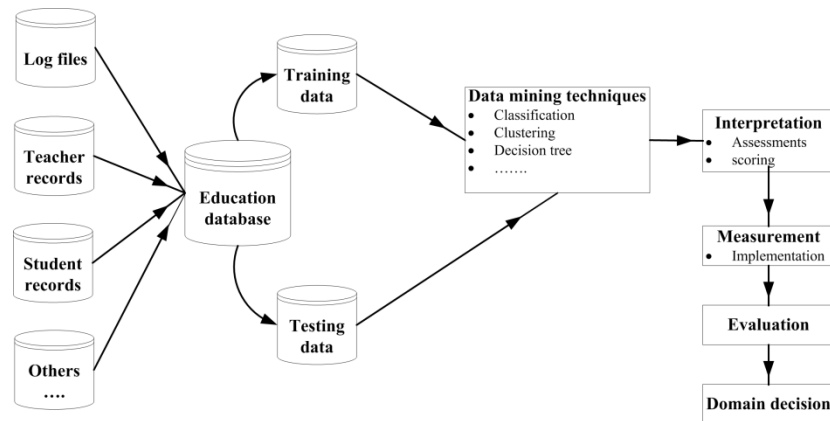 Log files
Teacher
records
Student
records
Others
….
Education
database
Training
data
Testing
data
Data mining techniques
• Classification
• Clustering
• Decision tree
• …….
Interpretation
• Assessments
• scoring
Measurement
• Implementation
Evaluation
Domain decision